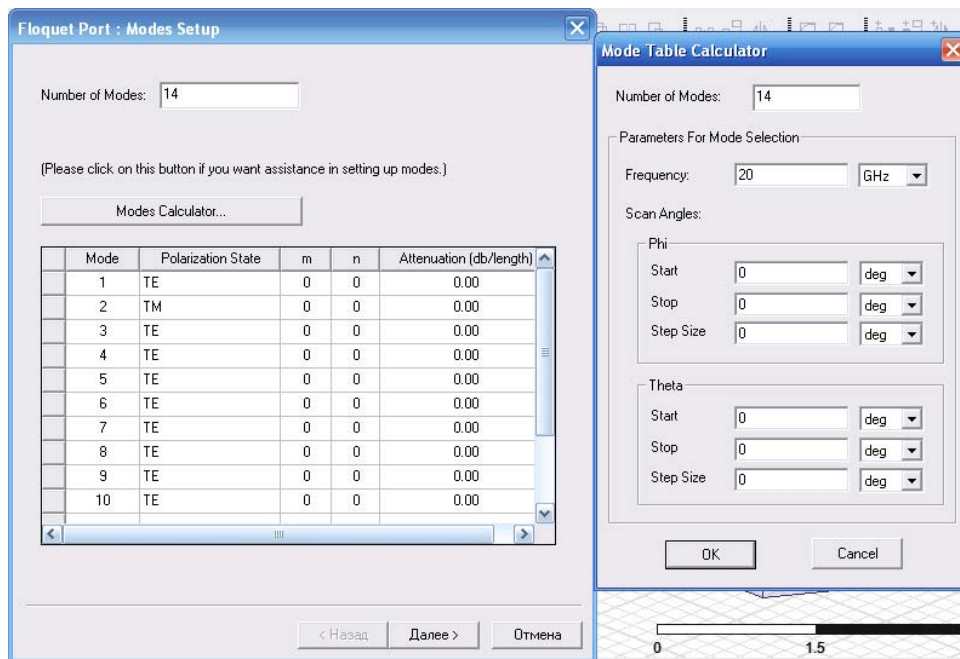 Floquet Port : Modes Setup
Number of Modes: 14
(Please click on this button if you want assistance in setting up modes.)
Modes Calculator...
Mode Polarization State m n Attenuation (db/length)
1 TE 0 0 0.00
2 TM 0 0 0.00
3 TE 0 0 0.00
4 TE 0 0 0.00
5 TE 0 0 0.00
6 TE 0 0 0.00
7 TE 0 0 0.00
8 TE 0 0 0.00
9 TE 0 0 0.00
10 TE 0 0 0.00
< Назад Далее > Отмена
Mode Table Calculator
Number of Modes: 14
Parameters For Mode Selection
Frequency: 20 GHz
Scan Angles:
Phi
Start 0 deg
Stop 0 deg
Step Size 0 deg
Theta
Start 0 deg
Stop 0 deg
Step Size 0 deg
OK Cancel
0 1.5